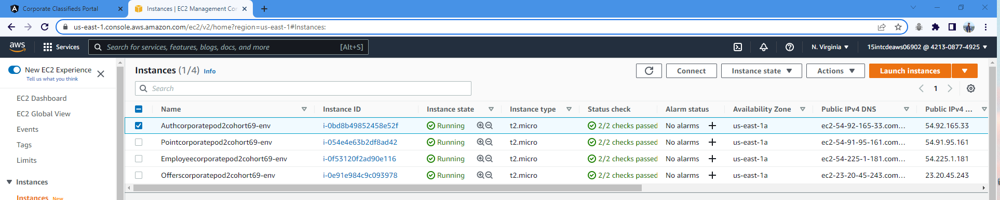 Corporate Classifieds Portal
Instances | EC2 Management Cor
us-east-1.console.aws.amazon.com/ec2/v2/home?region=us-east-1#Instances:
aws Services Search for services, features, blogs, docs, and more [Alt+S] N. Virginia 15intcdeaws06902 @ 4213-0877-4925
New EC2 Experience
Tell us what you think
EC2 Dashboard
EC2 Global View
Events
Tags
Limits
Instances
Instances New
Instances (1/4) Info Connect Instance state Actions Launch instances
Search 1
Name Instance ID Instance state Instance type Status check Alarm status Availability Zone Public IPv4 DNS Public IPv4 ...
Authcorporatepod2cohort69-env i-0bd8b49852458e52f Running t2.micro 2/2 checks passed No alarms + us-east-1a ec2-54-92-165-33.com... 54.92.165.33
Pointcorporatepod2cohort69-env i-054e4e63b2df8ad42 Running t2.micro 2/2 checks passed No alarms + us-east-1a ec2-54-91-95-161.com... 54.91.95.161
Employeecorporatepod2cohort69-env i-0f53120f2ad90e116 Running t2.micro 2/2 checks passed No alarms + us-east-1a ec2-54-225-1-181.com... 54.225.1.181
Offerscorporatepod2cohort69-env i-0e91e984c9c093978 Running t2.micro 2/2 checks passed No alarms + us-east-1a ec2-23-20-45-243.com... 23.20.45.243